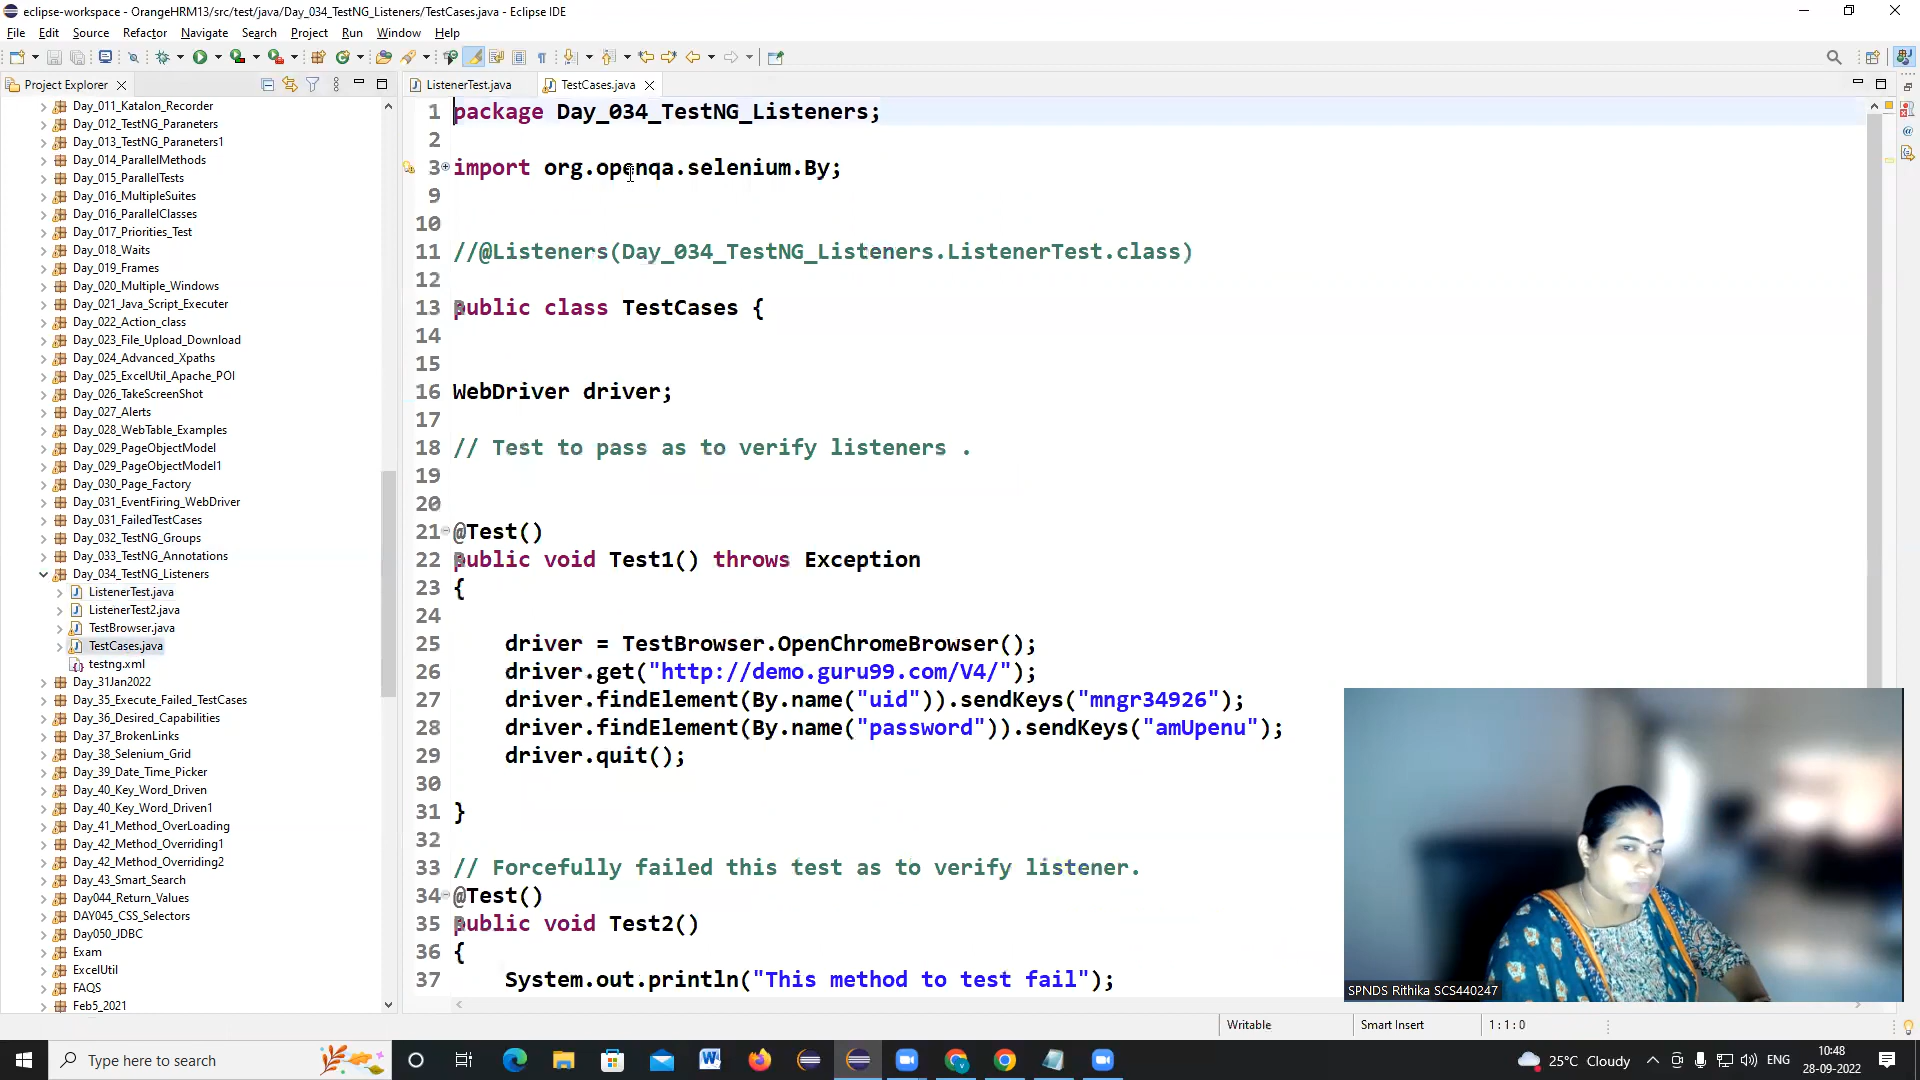 eclipse-workspace - OrangeHRM13/src/test/java/Day_034_TestNG_Listeners/TestCases.java - Eclipse IDE
File Edit Source Refactor Navigate Search Project Run Window Help
Project Explorer
ListenerTest.java
TestCases.java
Day_011_Katalon_Recorder
Day_012_TestNG_Paraneters
Day_013_TestNG_Parameters1
Day_014_ParallelMethods
Day_015_ParallelTests
Day_016_MultipleSuites
Day_016_ParallelClasses
Day_017_Priorities_Test
Day_018_Waits
Day_019_Frames
Day_020_Multiple_Windows
Day_021_Java_Script_Executer
Day_022_Action_class
Day_023_File_Upload_Download
Day_024_Advanced_Xpaths
Day_025_ExcelUtil_Apache_POI
Day_026_TakeScreenShot
Day_027_Alerts
Day_028_WebTable_Examples
Day_029_PageObjectModel
Day_029_PageObjectModel1
Day_030_Page_Factory
Day_031_EventFiring_WebDriver
Day_031_FailedTestCases
Day_032_TestNG_Groups
Day_033_TestNG_Annotations
Day_034_TestNG_Listeners
ListenerTest.java
ListenerTest2.java
TestBrowser.java
TestCases.java
testng.xml
Day_31Jan2022
Day_35_Execute_Failed_TestCases
Day_36_Desired_Capabilities
Day_37_BrokenLinks
Day_38_Selenium_Grid
Day_39_Date_Time_Picker
Day_40_Key_Word_Driven
Day_40_Key_Word_Driven1
Day_41_Method_OverLoading
Day_42_Method_Overriding1
Day_42_Method_Overriding2
Day_43_Smart_Search
Day044_Return_Values
DAY045_CSS_Selectors
Day050_JDBC
Exam
ExcelUtil
FAQS
Feb5_2021
1 package Day_034_TestNG_Listeners;
2
3 import org.openqa.selenium.By;
9
10
11 //@Listeners(Day_034_TestNG_Listeners.ListenerTest.class)
12
13 public class TestCases {
14
15
16 WebDriver driver;
17
18 // Test to pass as to verify listeners .
19
20
21 @Test()
22 public void Test1() throws Exception
23 {
24
25 driver = TestBrowser.OpenChromeBrowser();
26 driver.get("http://demo.guru99.com/V4/");
27 driver.findElement(By.name("uid")).sendKeys("mngr34926");
28 driver.findElement(By.name("password")).sendKeys("amUpenu");
29 driver.quit();
30
31 }
32
33 // Forcefully failed this test as to verify listener.
34 @Test()
35 public void Test2()
36 {
37 System.out.println("This method to test fail");
SPNDS Rithika SCS440247
Writable
Smart Insert
1 : 1 : 0
Type here to search
25°C Cloudy
ENG
10:48
28-09-2022